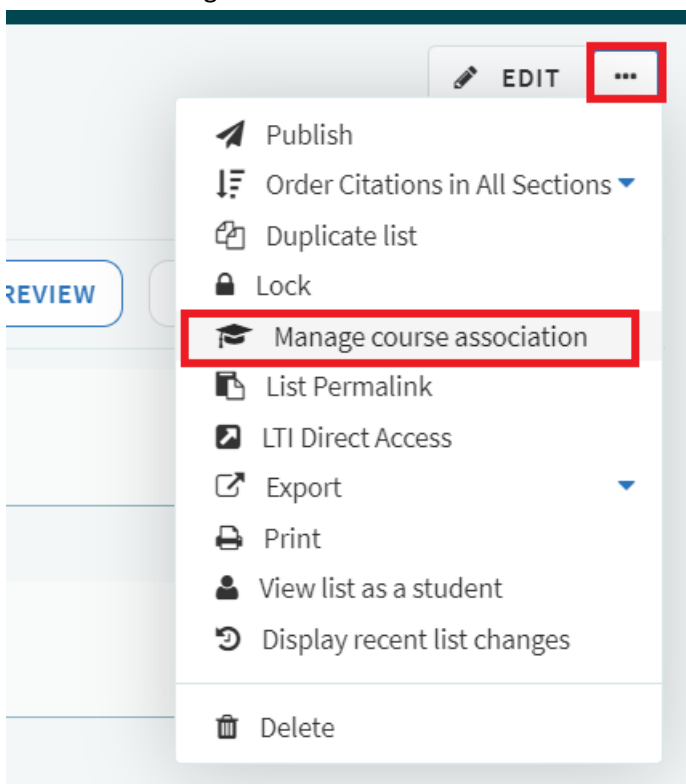 EDIT
Publish
Order Citations in All Sections
Duplicate list
REVIEW
Lock
Manage course association
List Permalink
LTI Direct Access
Export
Print
View list as a student
Display recent list changes
Delete